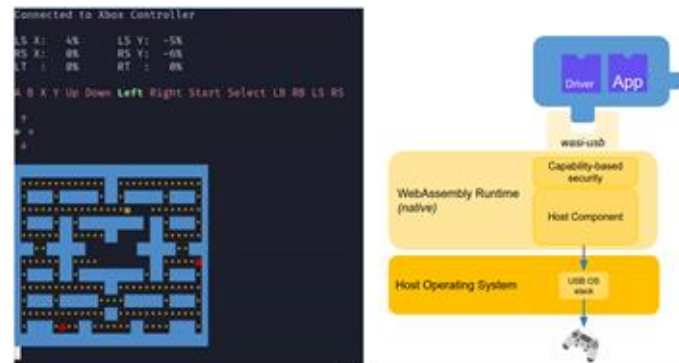 Connected to Xbox Controller
LS X: 4% LS Y: -5%
RS X: 0% RS Y: -6%
LT : 0% RT : 0%
A B X Y Up Down Left Right Start Select LB RB LS RS
Driver App
wasi-usb
Capability-based
security
WebAssembly Runtime
(native)
Host Component
Host Operating System
USB OS
stack